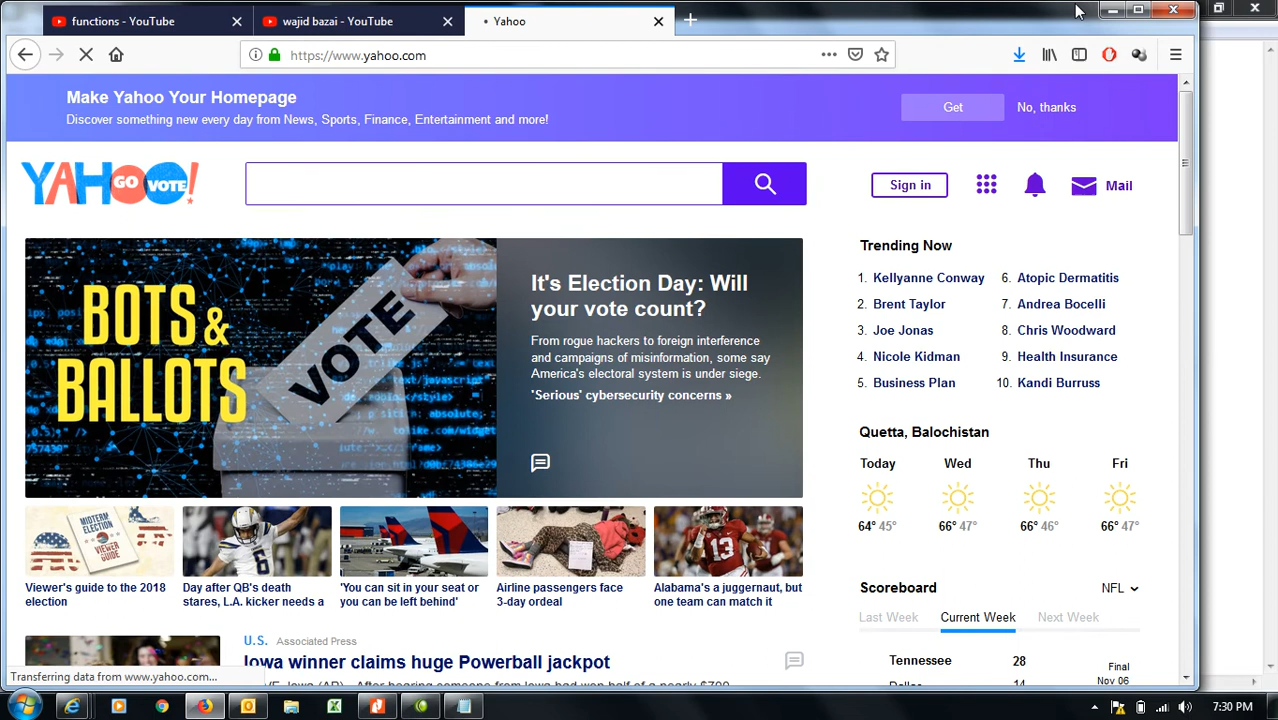 functions - YouTube
wajid bazai - YouTube
Yahoo
https://www.yahoo.com
Make Yahoo Your Homepage
Discover something new every day from News, Sports, Finance, Entertainment and more!
Get
No, thanks
YAHOO!
GO VOTE
Sign in
Mail
BOTS &
BALLOTS
VOTE
It's Election Day: Will
your vote count?
From rogue hackers to foreign interference
and campaigns of misinformation, some say
America's electoral system is under siege.
'Serious' cybersecurity concerns »
Trending Now
1. Kellyanne Conway
2. Brent Taylor
3. Joe Jonas
4. Nicole Kidman
5. Business Plan
6. Atopic Dermatitis
7. Andrea Bocelli
8. Chris Woodward
9. Health Insurance
10. Kandi Burruss
Quetta, Balochistan
Today Wed Thu Fri
64° 45° 66° 47° 66° 46° 66° 47°
MIDTERM
ELECTION
VIEWER
GUIDE
Viewer's guide to the 2018
election
Day after QB's death
stares, L.A. kicker needs a
'You can sit in your seat or
you can be left behind'
Airline passengers face
3-day ordeal
Alabama's a juggernaut, but
one team can match it
Scoreboard
NFL
Last Week Current Week Next Week
Tennessee 28
Final
Nov 06
U.S. Associated Press
Iowa winner claims huge Powerball jackpot
Transferring data from www.yahoo.com...
7:30 PM